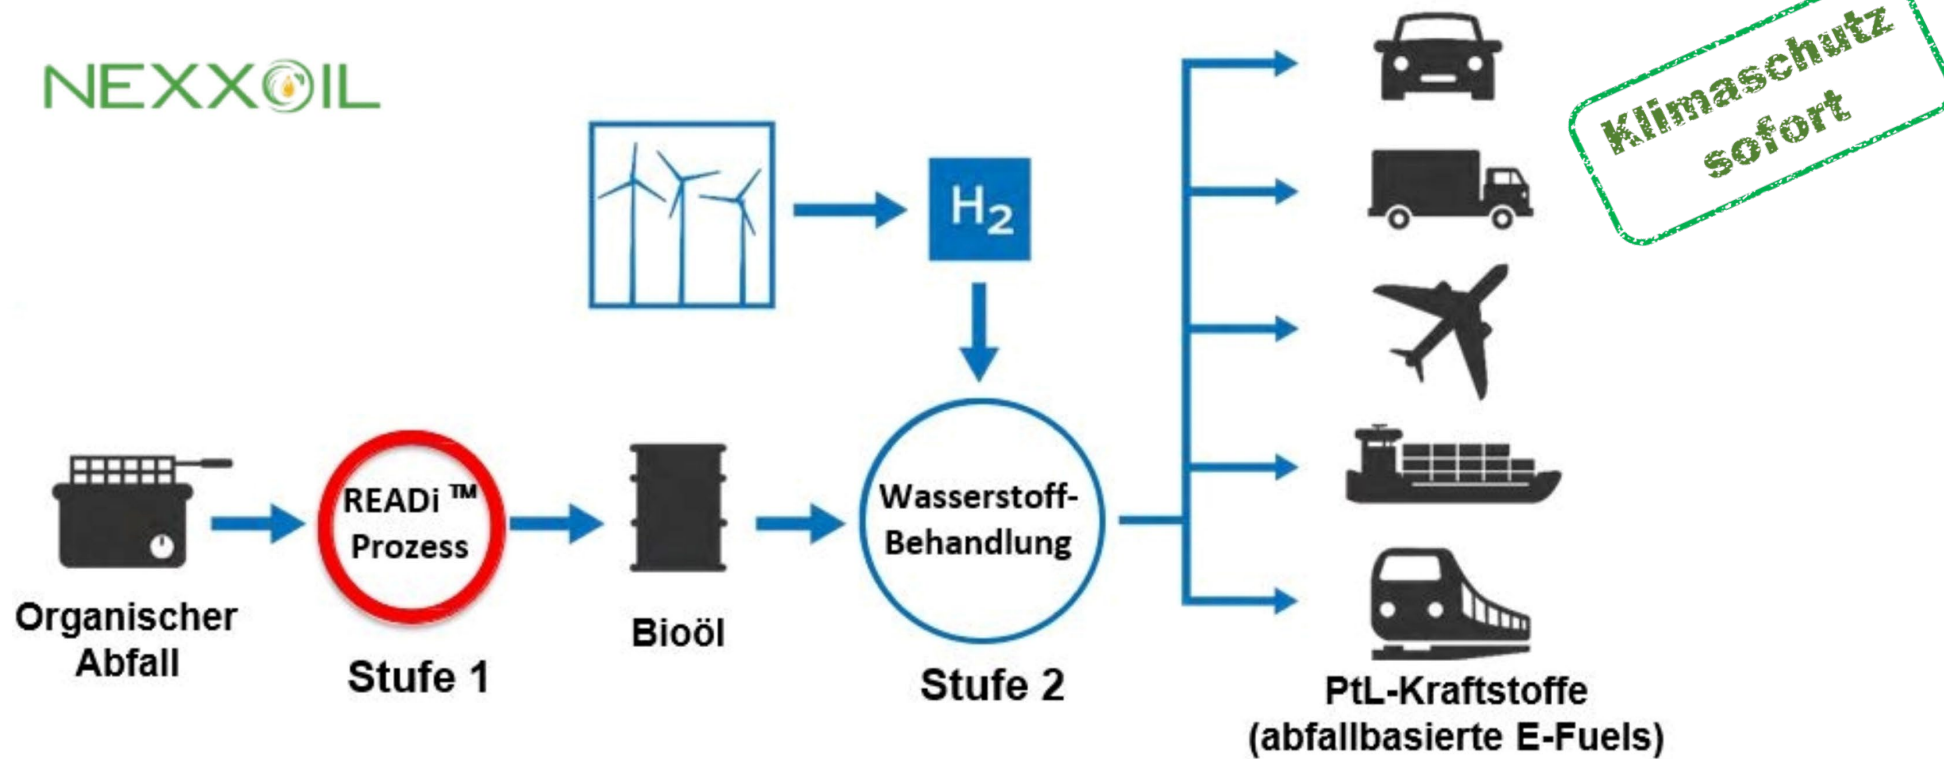 NEXXOIL
Klimaschutz
sofort
H₂
READi ™
Prozess
Wasserstoff-
Behandlung
Organischer
Abfall
Stufe 1
Bioöl
Stufe 2
PtL-Kraftstoffe
(abfallbasierte E-Fuels)